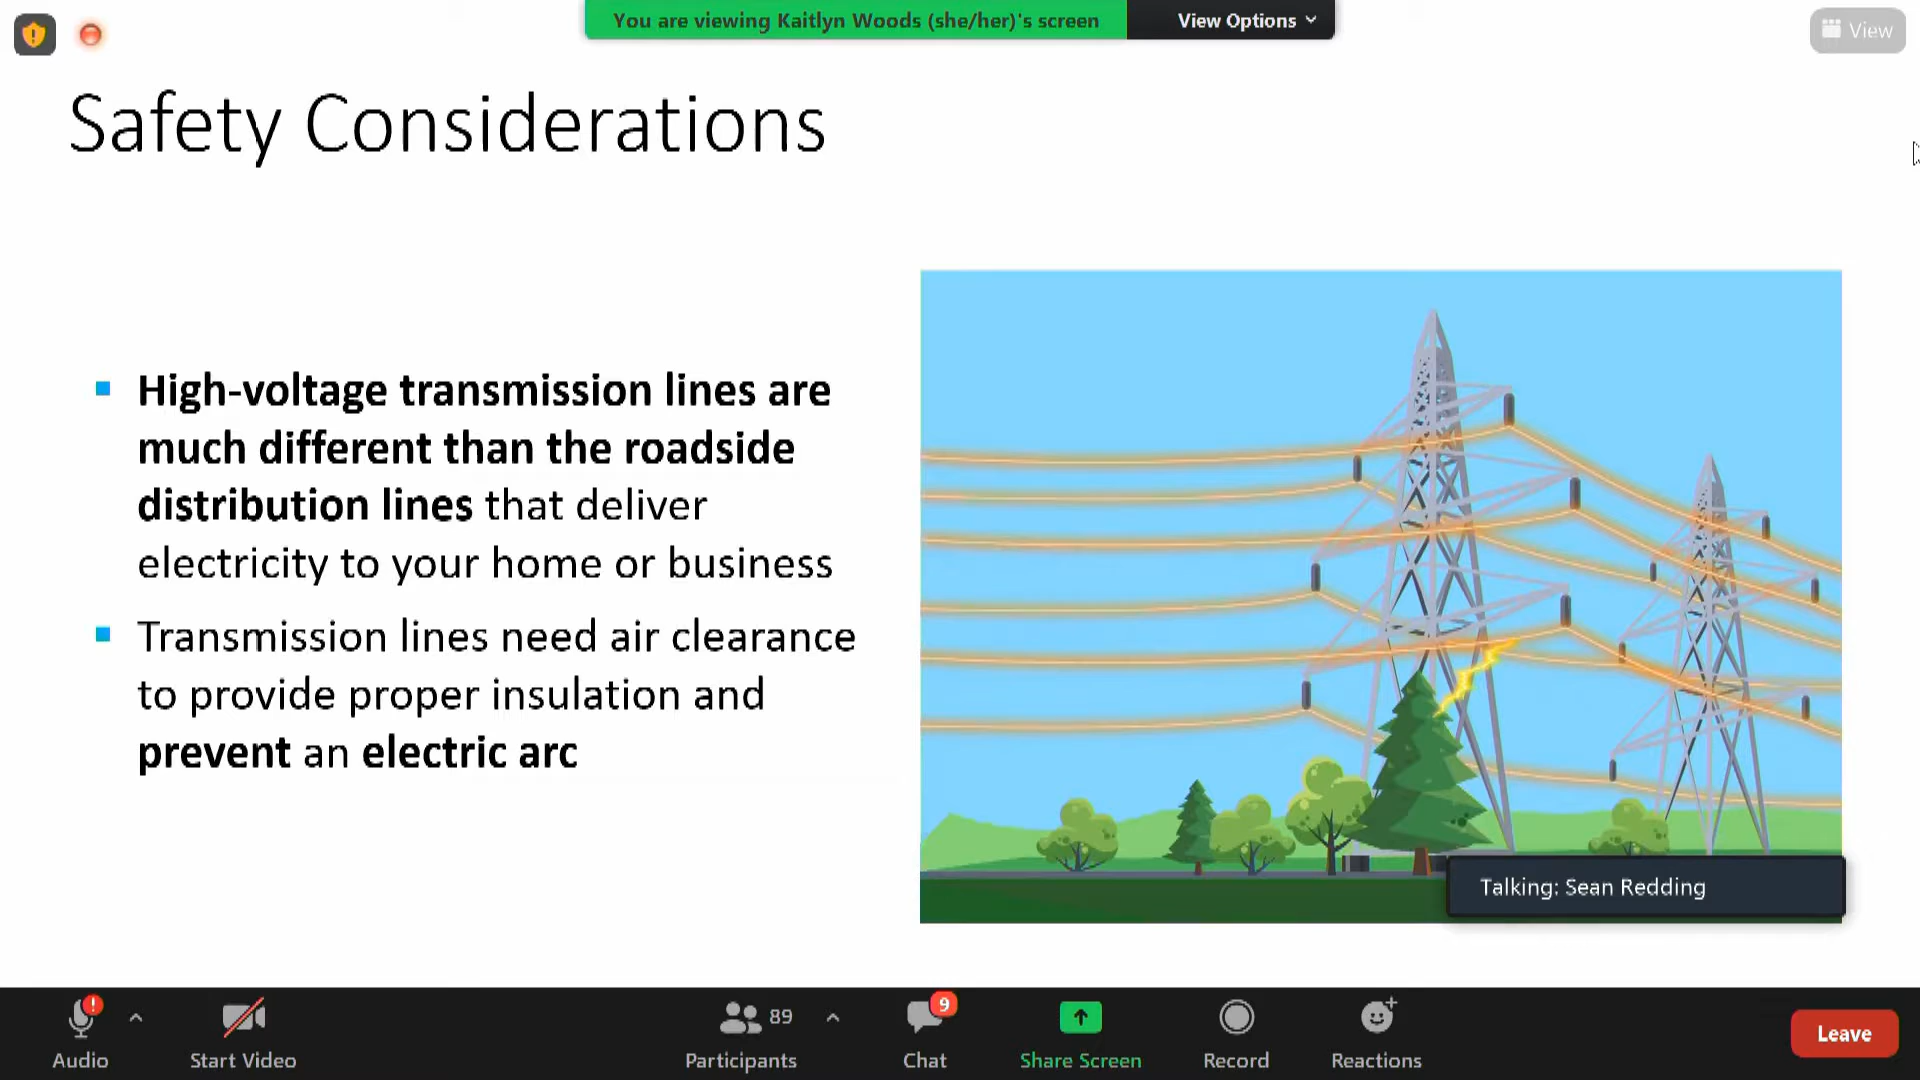 You are viewing Kaitlyn Woods (she/her)'s screen
View Options
View
Safety Considerations
High-voltage transmission lines are
much different than the roadside
distribution lines that deliver
electricity to your home or business
Transmission lines need air clearance
to provide proper insulation and
prevent an electric arc
Talking: Sean Redding
Audio
Start Video
89
Participants
9
Chat
Share Screen
Record
Reactions
Leave